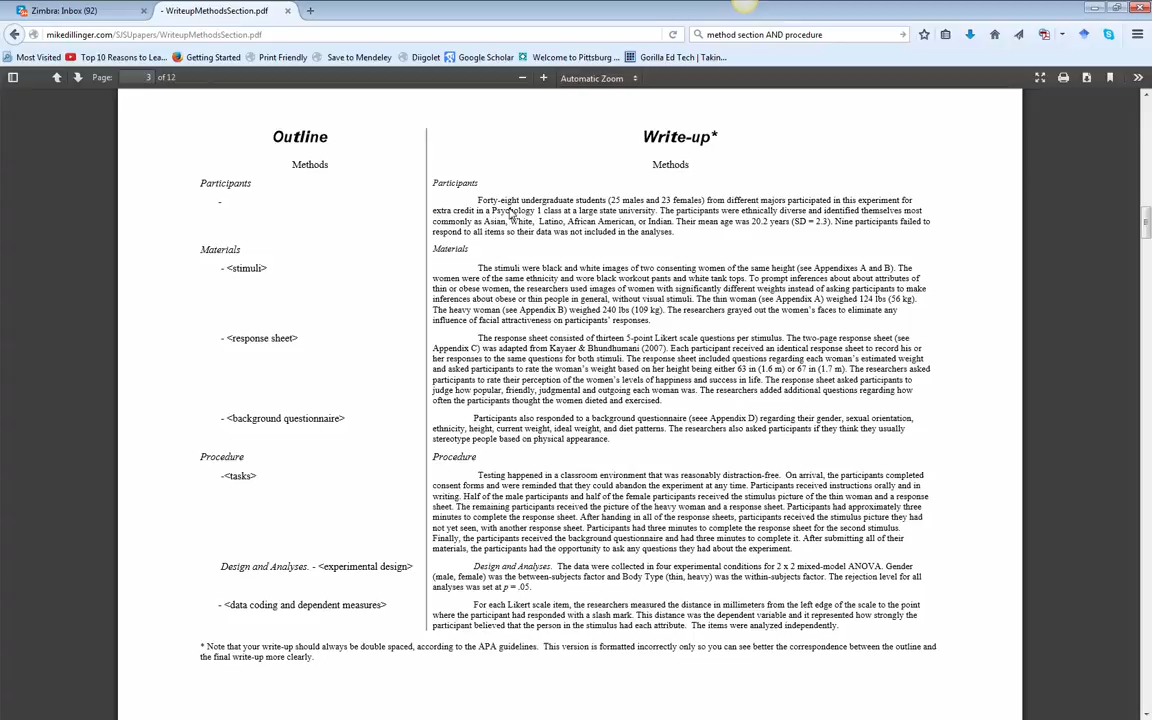 Zimbra: Inbox (92)
- WriteupMethodsSection.pdf
mikedillinger.com/SJSUpapers/WriteupMethodsSection.pdf
method section AND procedure
Most Visited
Top 10 Reasons to Lea...
Getting Started
Print Friendly
Save to Mendeley
Diigolet
Google Scholar
Welcome to Pittsburg ...
Gorilla Ed Tech | Takin...
Page: 3 of 12
Automatic Zoom
Outline
Methods
Participants
-
Materials
- <stimuli>
- <response sheet>
- <background questionnaire>
Procedure
-<tasks>
Design and Analyses. - <experimental design>
- <data coding and dependent measures>
Write-up*
Methods
Participants
Forty-eight undergraduate students (25 males and 23 females) from different majors participated in this experiment for
extra credit in a Psychology 1 class at a large state university. The participants were ethnically diverse and identified themselves most
commonly as Asian, White, Latino, African American, or Indian. Their mean age was 20.2 years (SD = 2.3). Nine participants failed to
respond to all items so their data was not included in the analyses.
Materials
The stimuli were black and white images of two consenting women of the same height (see Appendixes A and B). The
women were of the same ethnicity and wore black workout pants and white tank tops. To prompt inferences about about attributes of
thin or obese women, the researchers used images of women with significantly different weights instead of asking participants to make
inferences about obese or thin people in general, without visual stimuli. The thin woman (see Appendix A) weighed 124 lbs (56 kg).
The heavy woman (see Appendix B) weighed 240 lbs (109 kg). The researchers grayed out the women's faces to eliminate any
influence of facial attractiveness on participants' responses.
The response sheet consisted of thirteen 5-point Likert scale questions per stimulus. The two-page response sheet (see
Appendix C) was adapted from Kayaer & Bhundhumani (2007). Each participant received an identical response sheet to record his or
her responses to the same questions for both stimuli. The response sheet included questions regarding each woman's estimated weight
and asked participants to rate the woman's weight based on her height being either 63 in (1.6 m) or 67 in (1.7 m). The researchers asked
participants to rate their perception of the women's levels of happiness and success in life. The response sheet asked participants to
judge how popular, friendly, judgmental and outgoing each woman was. The researchers added additional questions regarding how
often the participants thought the women dieted and exercised.
Participants also responded to a background questionnaire (seee Appendix D) regarding their gender, sexual orientation,
ethnicity, height, current weight, ideal weight, and diet patterns. The researchers also asked participants if they think they usually
stereotype people based on physical appearance.
Procedure
Testing happened in a classroom environment that was reasonably distraction-free. On arrival, the participants completed
consent forms and were reminded that they could abandon the experiment at any time. Participants received instructions orally and in
writing. Half of the male participants and half of the female participants received the stimulus picture of the thin woman and a response
sheet. The remaining participants received the picture of the heavy woman and a response sheet. Participants had approximately three
minutes to complete the response sheet. After handing in all of the response sheets, participants received the stimulus picture they had
not yet seen, with another response sheet. Participants had three minutes to complete the response sheet for the second stimulus.
Finally, the participants received the background questionnaire and had three minutes to complete it. After submitting all of their
materials, the participants had the opportunity to ask any questions they had about the experiment.
Design and Analyses. The data were collected in four experimental conditions for 2 x 2 mixed-model ANOVA. Gender
(male, female) was the between-subjects factor and Body Type (thin, heavy) was the within-subjects factor. The rejection level for all
analyses was set at p = .05.
For each Likert scale item, the researchers measured the distance in millimeters from the left edge of the scale to the point
where the participant had responded with a slash mark. This distance was the dependent variable and it represented how strongly the
participant believed that the person in the stimulus had each attribute. The items were analyzed independently.
* Note that your write-up should always be double spaced, according to the APA guidelines. This version is formatted incorrectly only so you can see better the correspondence between the outline and
the final write-up more clearly.